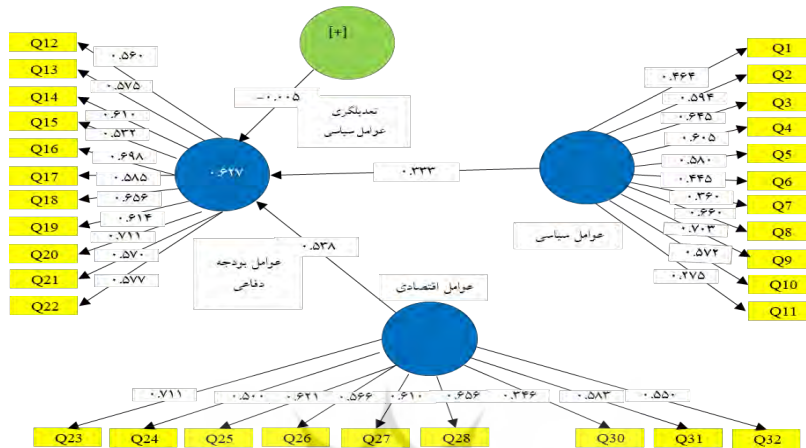 [+]
Q12
Q13
Q14
Q15
Q16
Q17
Q18
Q19
Q20
Q21
Q22
۰.۵۶۰
۰.۵۷۵
۰.۶۱۰
۰.۵۳۲
۰.۶۹۸
۰.۵۸۵
۰.۶۵۶
۰.۶۱۴
۰.۷۱۱
۰.۵۷۰
۰.۵۷۷
-۰.۰۰۵
تعدیلگری
عوامل سیاسی
۰.۶۲۷
۰.۳۳۳
۰.۵۳۸
عوامل بودجه
دفاعی
عوامل سیاسی
عوامل اقتصادی
Q1
Q2
Q3
Q4
Q5
Q6
Q7
Q8
Q9
Q10
Q11
۰.۴۶۴
۰.۵۹۴
۰.۶۴۵
۰.۶۰۵
۰.۵۸۰
۰.۴۴۵
۰.۳۶۰
۰.۶۶۰
۰.۷۰۳
۰.۵۷۲
۰.۲۷۵
۰.۷۱۱
۰.۵۰۰
۰.۶۲۱
۰.۵۶۶
۰.۶۱۰
۰.۶۵۶
۰.۳۴۶
۰.۵۸۳
۰.۵۵۰
Q23
Q24
Q25
Q26
Q27
Q28
Q30
Q31
Q32